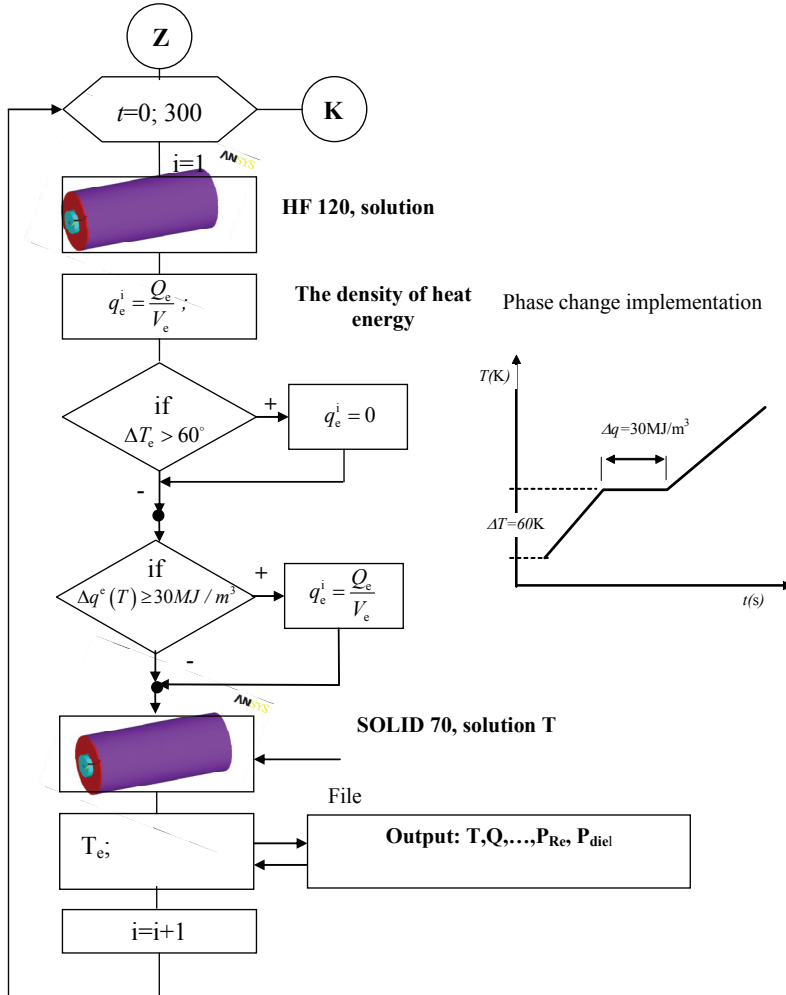 Z
t=0; 300
K
i=1
ANSYS
HF 120, solution
q_e^i = Q_e / V_e ;
The density of heat
energy
Phase change implementation
if
ΔT_e > 60°
+
q_e^i = 0
-
T(K)
Δq=30MJ/m³
ΔT=60K
t(s)
if
Δq^e (T) ≥ 30MJ / m³
+
q_e^i = Q_e / V_e
-
ANSYS
SOLID 70, solution T
File
T_e;
Output: T,Q,…,P_Re, P_diel
i=i+1